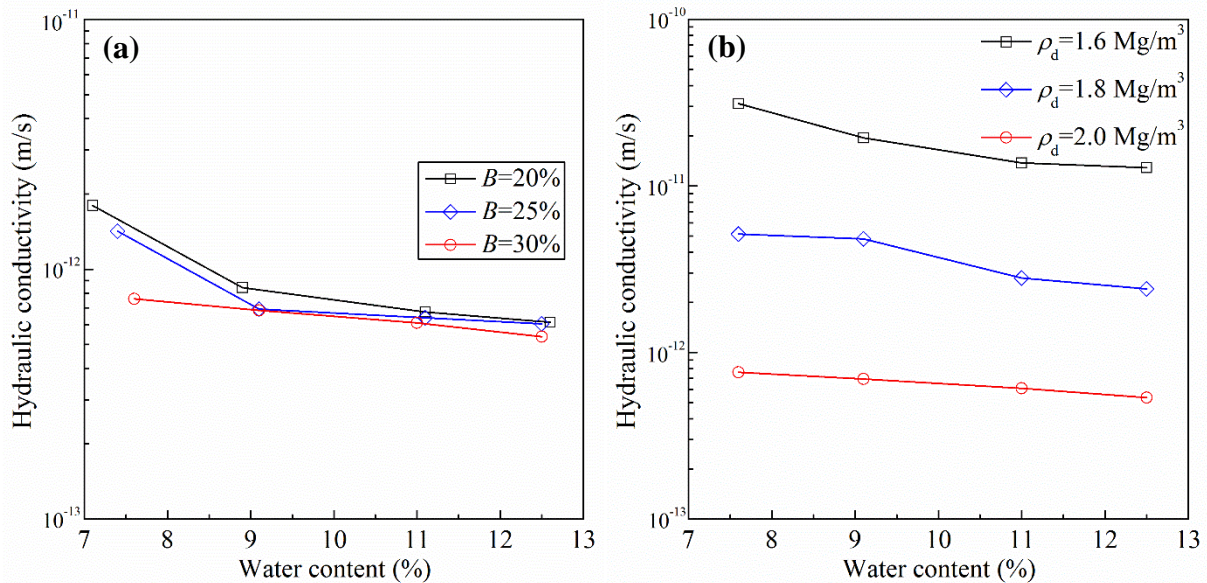 (a)
10⁻¹¹
10⁻¹²
10⁻¹³
Hydraulic conductivity (m/s)
B=20%
B=25%
B=30%
7 8 9 10 11 12 13
Water content (%)
(b)
10⁻¹⁰
10⁻¹¹
10⁻¹²
10⁻¹³
Hydraulic conductivity (m/s)
ρd=1.6 Mg/m³
ρd=1.8 Mg/m³
ρd=2.0 Mg/m³
7 8 9 10 11 12 13
Water content (%)